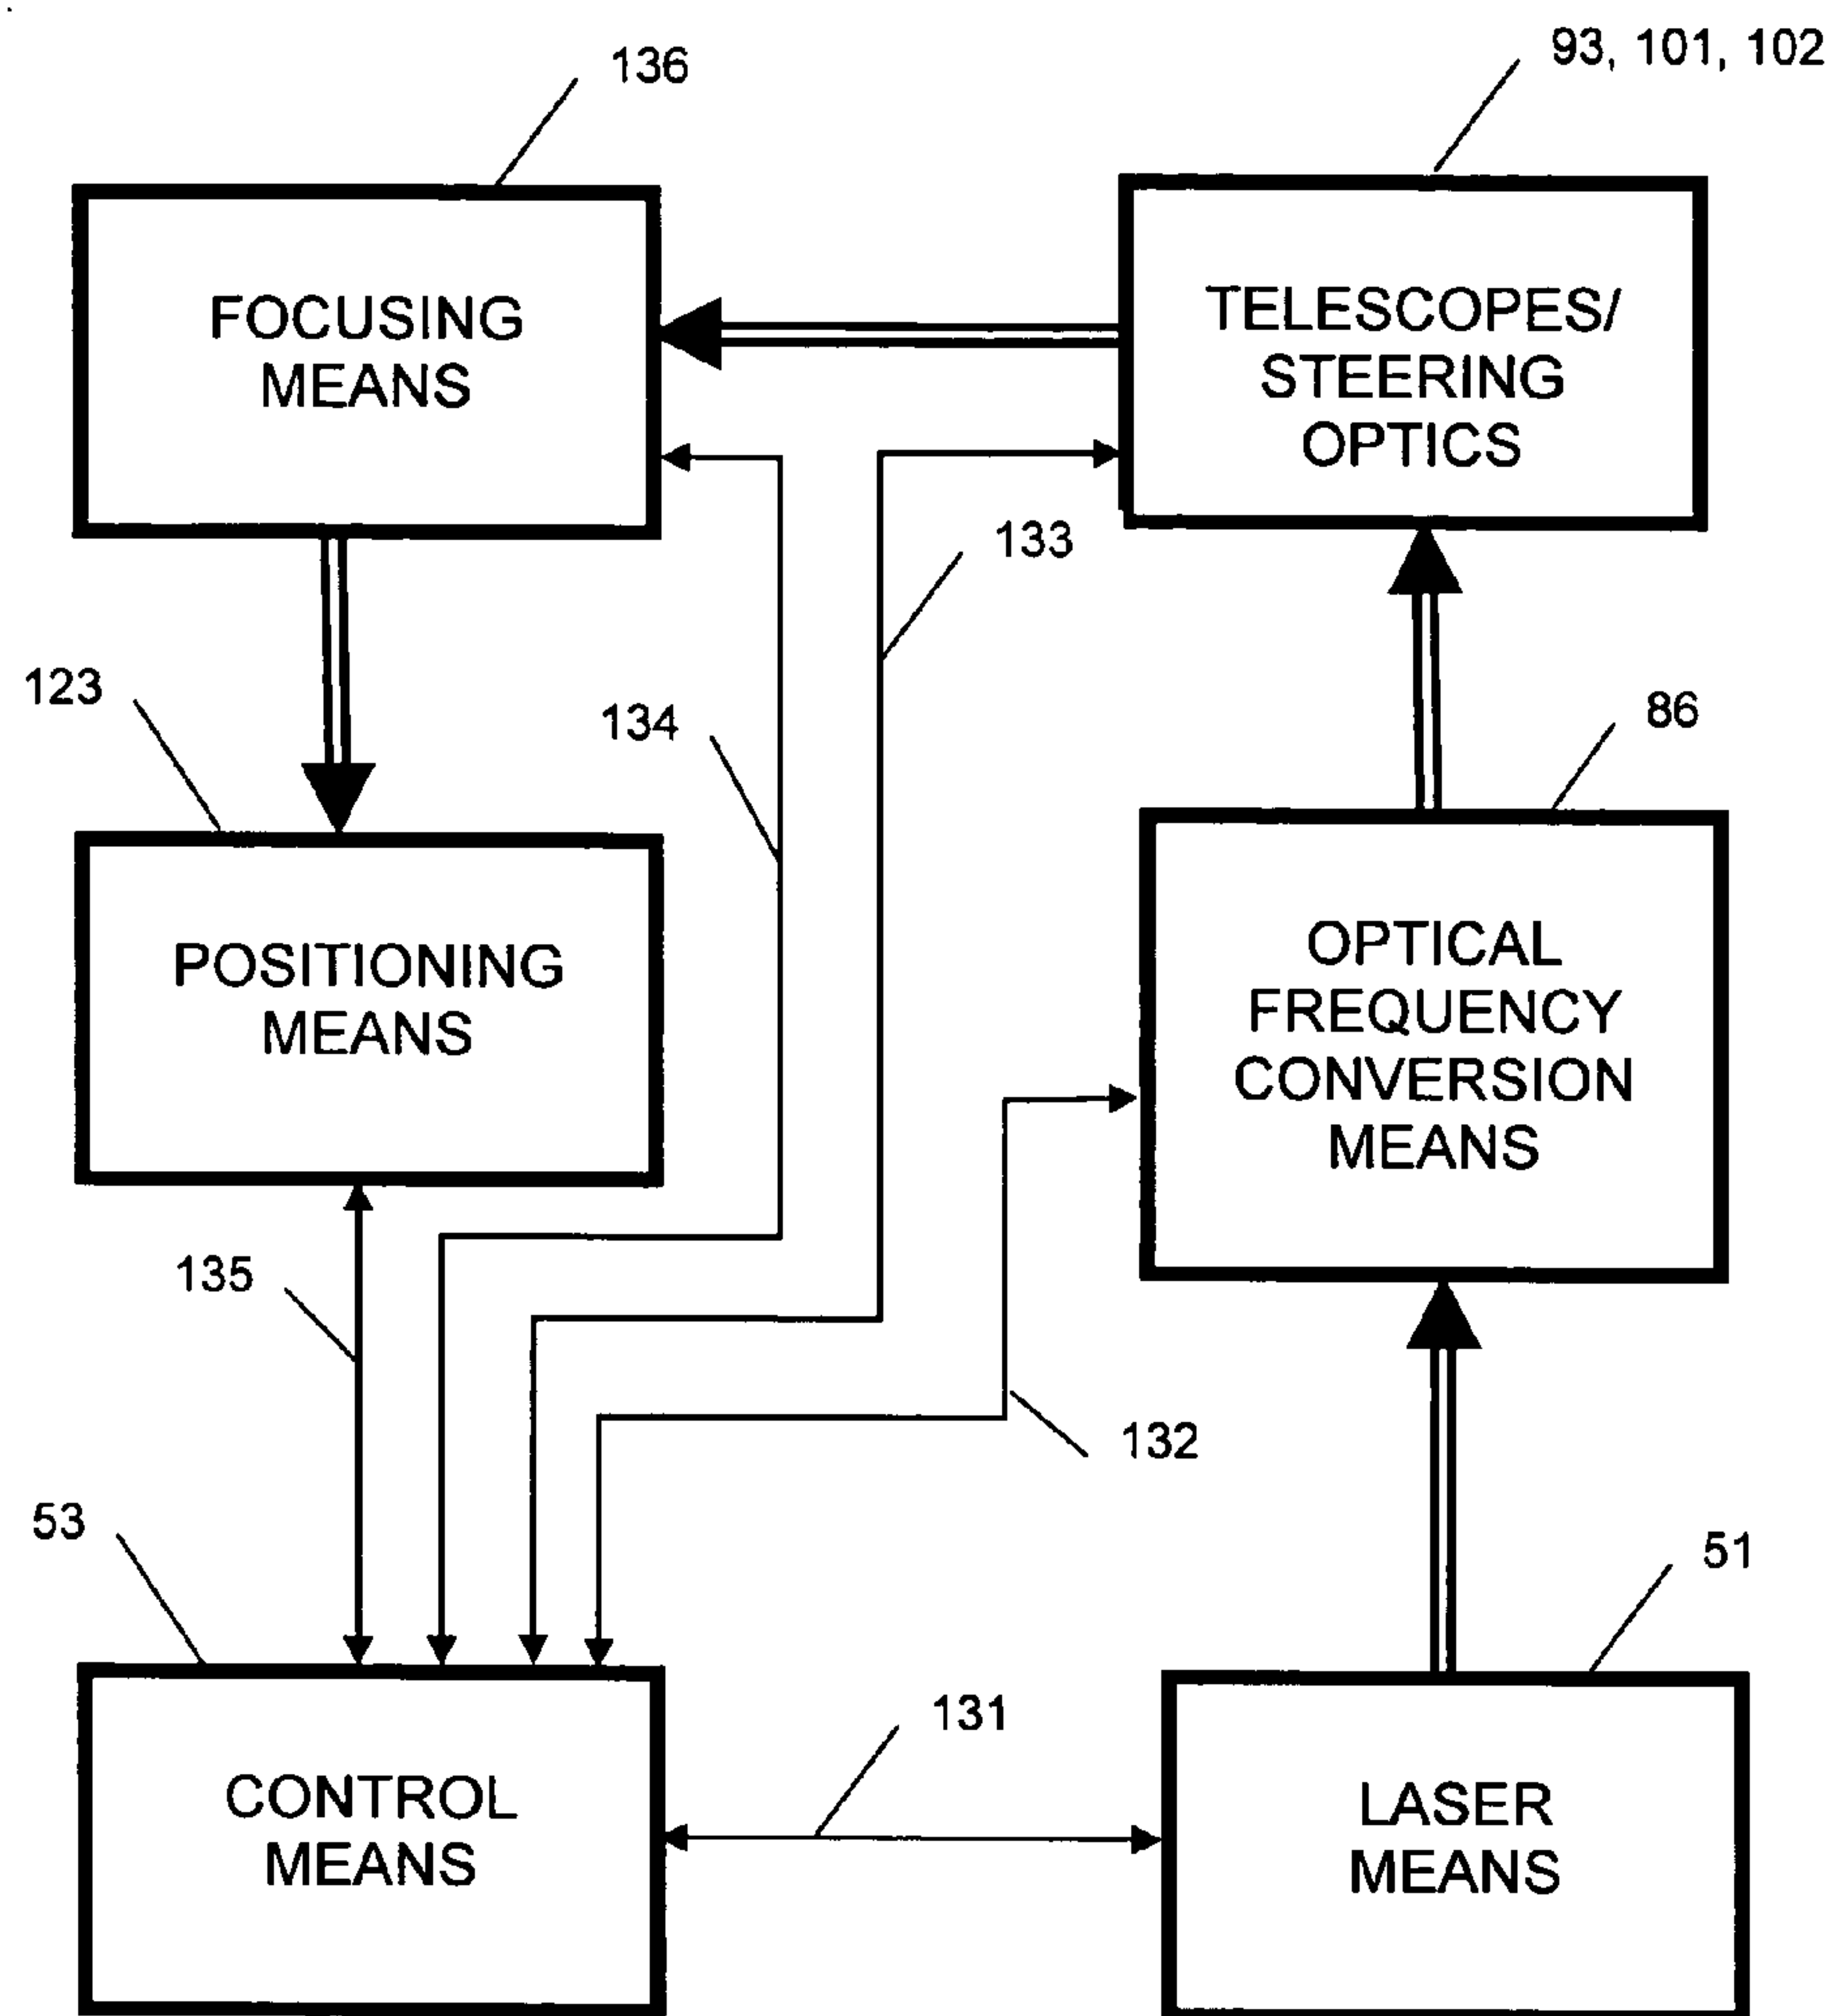 136
93, 101, 102
FOCUSING
MEANS
TELESCOPES/
STEERING
OPTICS
133
123
134
86
POSITIONING
MEANS
OPTICAL
FREQUENCY
CONVERSION
MEANS
135
132
53
51
131
CONTROL
MEANS
LASER
MEANS